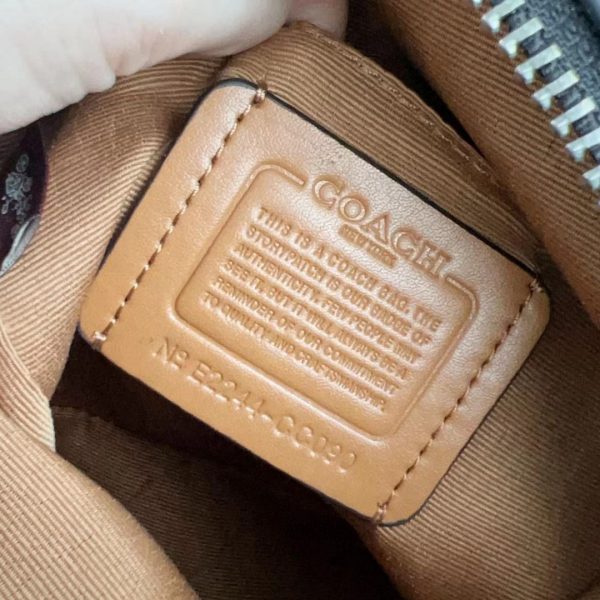 COACH
NEW YORK
THIS IS A COACH BAG. THE
STORYPATCH IS OUR BADGE OF
AUTHENTICITY. FEW PEOPLE MAY
SEE IT, BUT IT WILL ALWAYS BE A
REMINDER OF OUR COMMITMENT
TO QUALITY AND CRAFTSMANSHIP.
Nº E2244-CC090